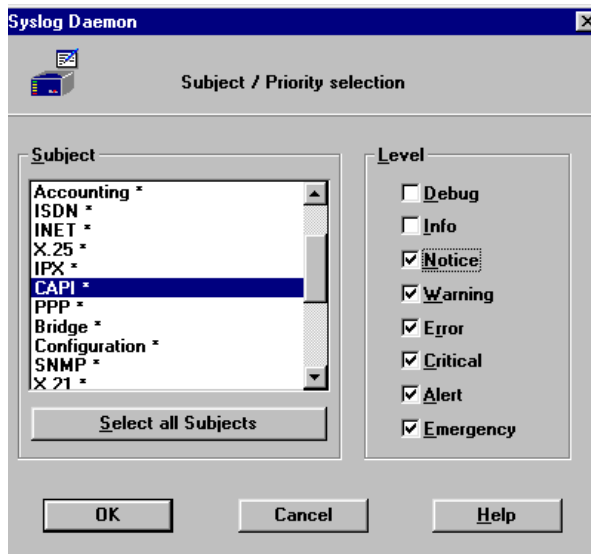 Syslog Daemon
Subject / Priority selection
Subject
Accounting *
ISDN *
INET *
X.25 *
IPX *
CAPI *
PPP *
Bridge *
Configuration *
SNMP *
X.21 *
Select all Subjects
Level
Debug
Info
Notice
Warning
Error
Critical
Alert
Emergency
OK
Cancel
Help